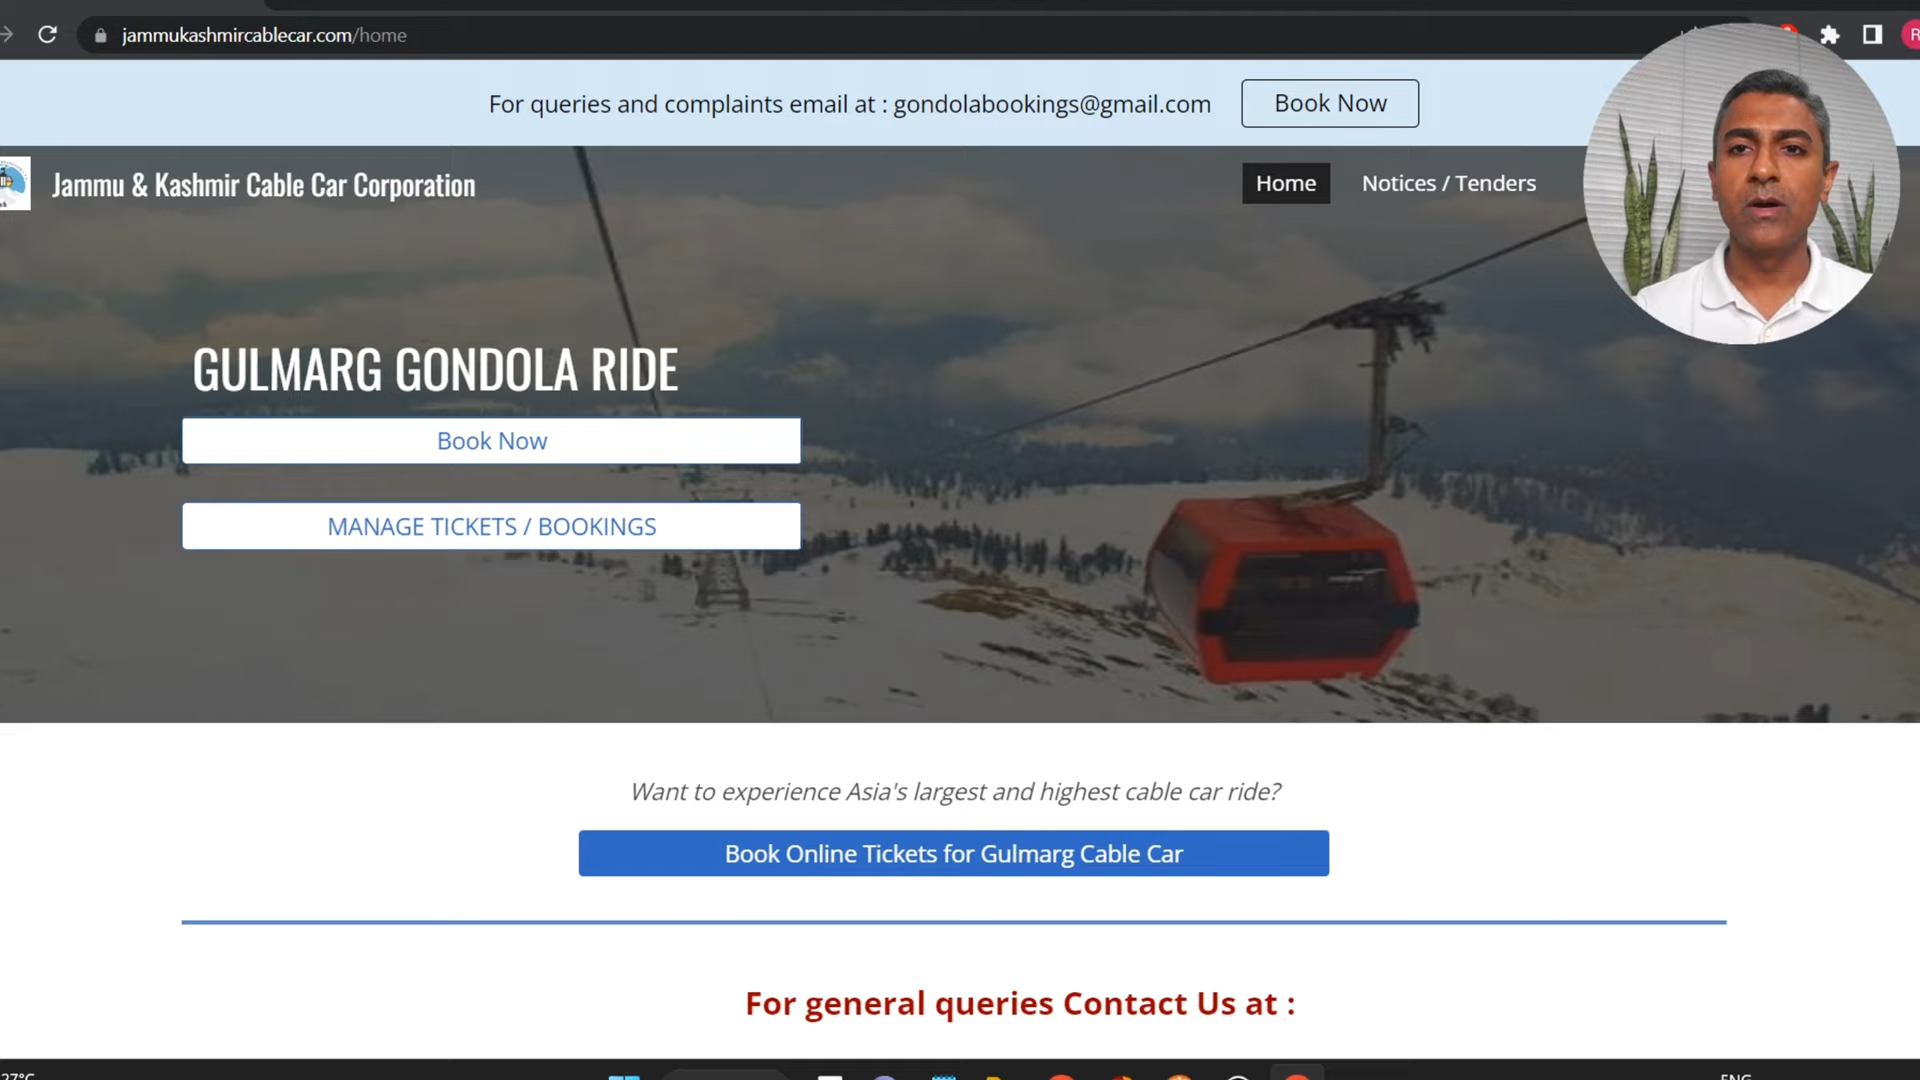 jammukashmircablecar.com/home
R
For queries and complaints email at : gondolabookings@gmail.com
Book Now
Jammu & Kashmir Cable Car Corporation
Home
Notices / Tenders
GULMARG GONDOLA RIDE
Book Now
MANAGE TICKETS / BOOKINGS
Want to experience Asia's largest and highest cable car ride?
Book Online Tickets for Gulmarg Cable Car
For general queries Contact Us at :
27°C
ENG